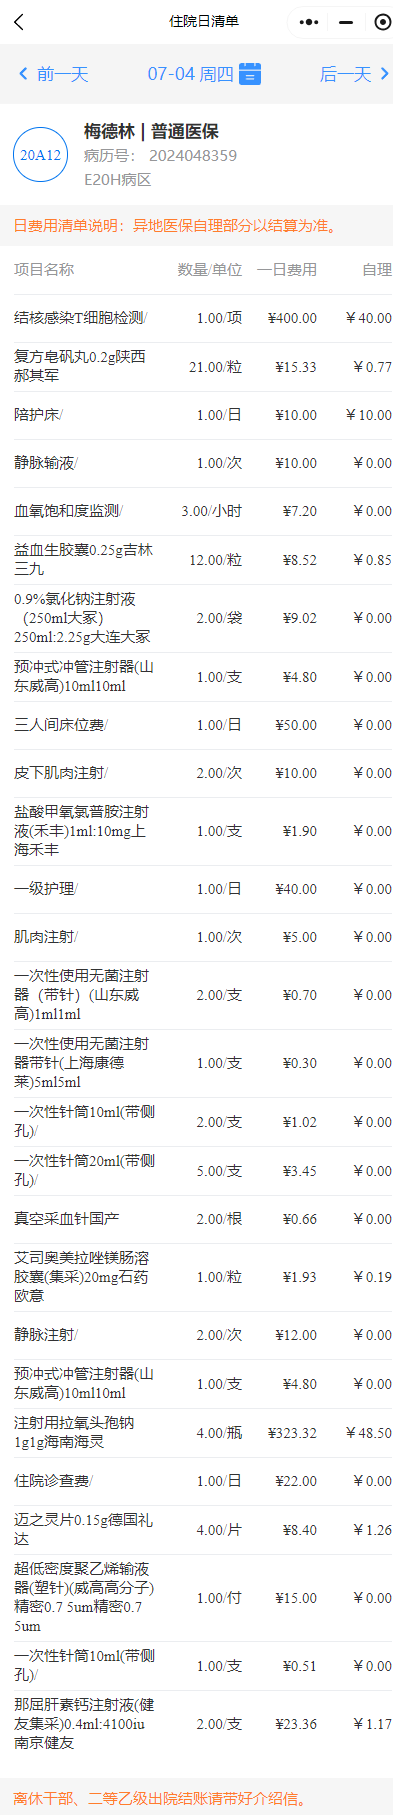 住院日清单
前一天 07-04 周四 后一天
20A12
梅德林 | 普通医保
病历号： 2024048359
E20H病区
日费用清单说明：异地医保自理部分以结算为准。
项目名称 数量/单位 一日费用 自理
结核感染T细胞检测/ 1.00/项 ¥400.00 ￥40.00
复方皂矾丸0.2g陕西
郝其军 21.00/粒 ¥15.33 ￥0.77
陪护床/ 1.00/日 ¥10.00 ￥10.00
静脉输液/ 1.00/次 ¥10.00 ￥0.00
血氧饱和度监测/ 3.00/小时 ¥7.20 ￥0.00
益血生胶囊0.25g吉林
三九 12.00/粒 ¥8.52 ￥0.85
0.9%氯化钠注射液
（250ml大冢） 2.00/袋 ¥9.02 ￥0.00
250ml:2.25g大连大冢
预冲式冲管注射器(山
东威高)10ml10ml 1.00/支 ¥4.80 ￥0.00
三人间床位费/ 1.00/日 ¥50.00 ￥0.00
皮下肌肉注射/ 2.00/次 ¥10.00 ￥0.00
盐酸甲氧氯普胺注射
液(禾丰)1ml:10mg上 1.00/支 ¥1.90 ￥0.00
海禾丰
一级护理/ 1.00/日 ¥40.00 ￥0.00
肌肉注射/ 1.00/次 ¥5.00 ￥0.00
一次性使用无菌注射
器（带针）(山东威 2.00/支 ¥0.70 ￥0.00
高)1ml1ml
一次性使用无菌注射
器带针(上海康德 1.00/支 ¥0.30 ￥0.00
莱)5ml5ml
一次性针筒10ml(带侧
孔)/ 2.00/支 ¥1.02 ￥0.00
一次性针筒20ml(带侧
孔)/ 5.00/支 ¥3.45 ￥0.00
真空采血针国产 2.00/根 ¥0.66 ￥0.00
艾司奥美拉唑镁肠溶
胶囊(集采)20mg石药 1.00/粒 ¥1.93 ￥0.19
欧意
静脉注射/ 2.00/次 ¥12.00 ￥0.00
预冲式冲管注射器(山
东威高)10ml10ml 1.00/支 ¥4.80 ￥0.00
注射用拉氧头孢钠
1g1g海南海灵 4.00/瓶 ¥323.32 ￥48.50
住院诊查费/ 1.00/日 ¥22.00 ￥0.00
迈之灵片0.15g德国礼
达 4.00/片 ¥8.40 ￥1.26
超低密度聚乙烯输液
器(塑针)(威高高分子) 1.00/付 ¥15.00 ￥0.00
精密0.7 5um精密0.7
5um
一次性针筒10ml(带侧
孔)/ 1.00/支 ¥0.51 ￥0.00
那屈肝素钙注射液(健
友集采)0.4ml:4100iu 2.00/支 ¥23.36 ￥1.17
南京健友
离休干部、二等乙级出院结账请带好介绍信。